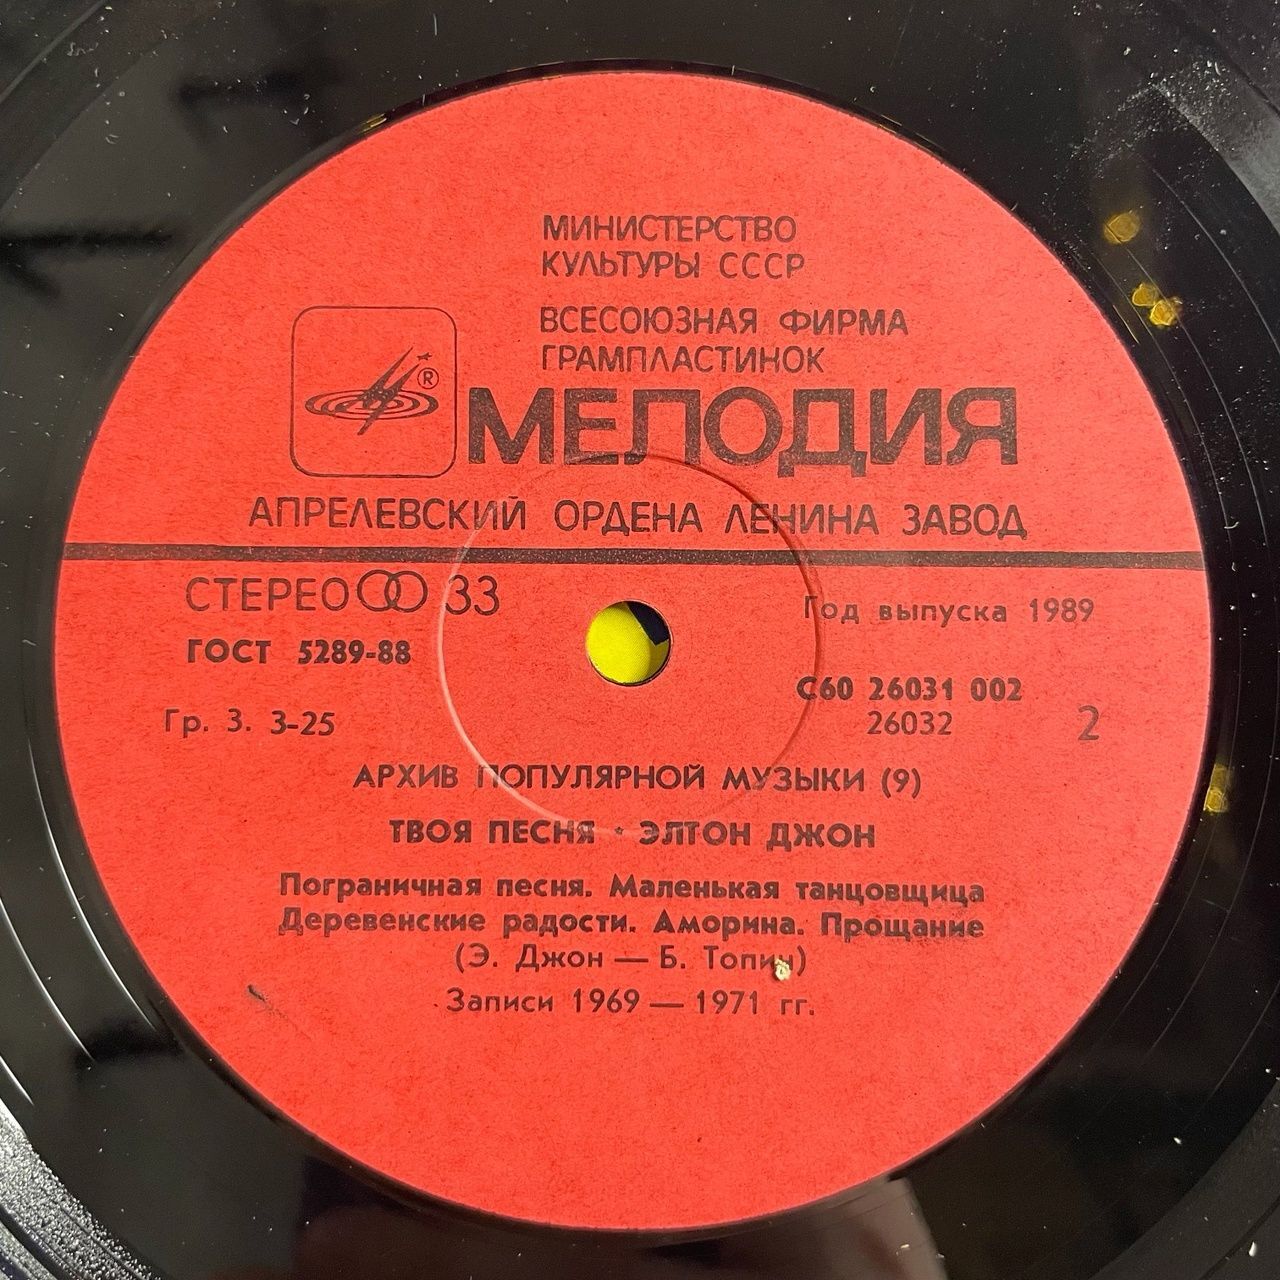 МИНИСТЕРСТВО
КУЛЬТУРЫ СССР
ВСЕСОЮЗНАЯ ФИРМА
ГРАМПЛАСТИНОК
®
МЕЛОДИЯ
АПРЕЛЕВСКИЙ ОРДЕНА ЛЕНИНА ЗАВОД
СТЕРЕО 33
Год выпуска 1989
ГОСТ 5289-88
С60 26031 002
Гр. 3. 3-25
26032
2
АРХИВ ПОПУЛЯРНОЙ МУЗЫКИ (9)
ТВОЯ ПЕСНЯ · ЭЛТОН ДЖОН
Пограничная песня. Маленькая танцовщица
Деревенские радости. Аморина. Прощание
(Э. Джон — Б. Топин)
Записи 1969 — 1971 гг.